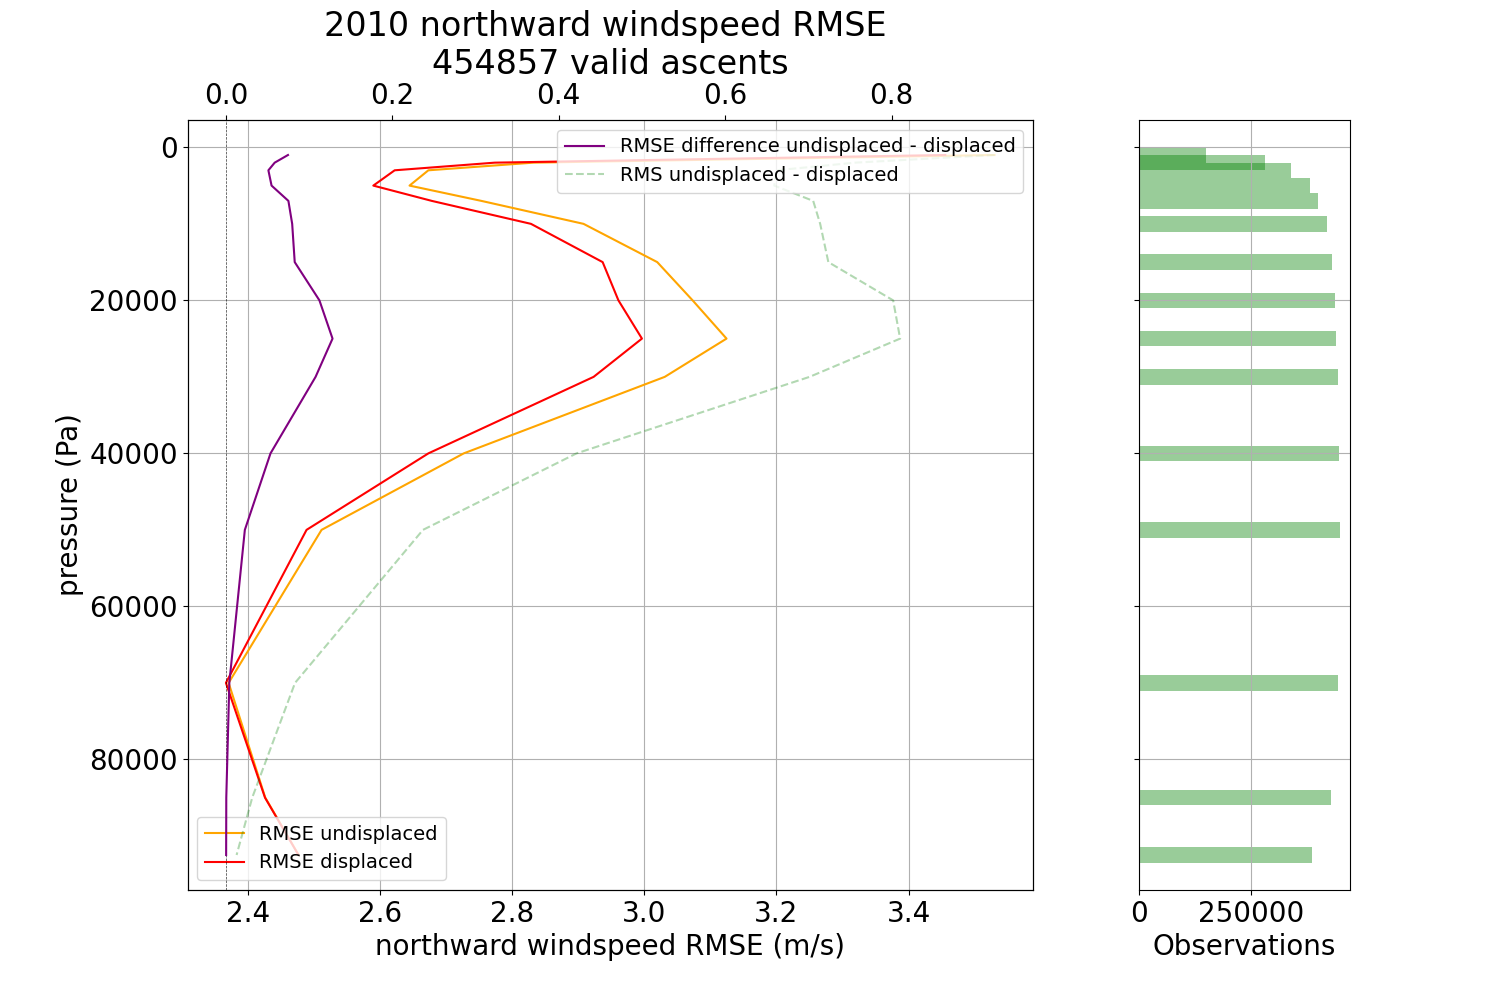 2010 northward windspeed RMSE
454857 valid ascents
0.0 0.2 0.4 0.6 0.8
RMSE difference undisplaced - displaced
RMS undisplaced - displaced
0
20000
40000
60000
80000
pressure (Pa)
RMSE undisplaced
RMSE displaced
2.4 2.6 2.8 3.0 3.2 3.4
northward windspeed RMSE (m/s)
0 250000
Observations